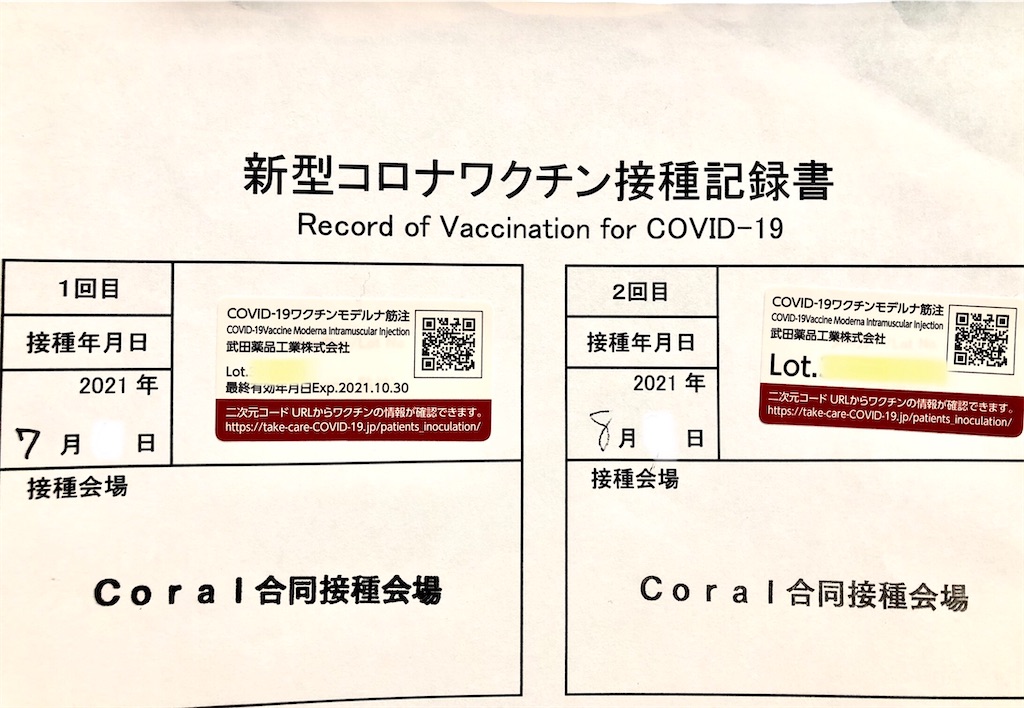 新型コロナワクチン接種記録書
Record of Vaccination for COVID-19
1回目
接種年月日
2021 年
7 月 日
COVID-19ワクチンモデルナ筋注
COVID-19Vaccine Moderna Intramuscular Injection
武田薬品工業株式会社
Lot.
最終有効年月日Exp.2021.10.30
二次元コード URLからワクチンの情報が確認できます。
https://take-care-COVID-19.jp/patients_inoculation/
接種会場
Coral合同接種会場
2回目
接種年月日
2021 年
8 月 日
COVID-19ワクチンモデルナ筋注
COVID-19Vaccine Moderna Intramuscular Injection
武田薬品工業株式会社
Lot.
二次元コード URLからワクチンの情報が確認できます。
https://take-care-COVID-19.jp/patients_inoculation/
接種会場
Coral合同接種会場